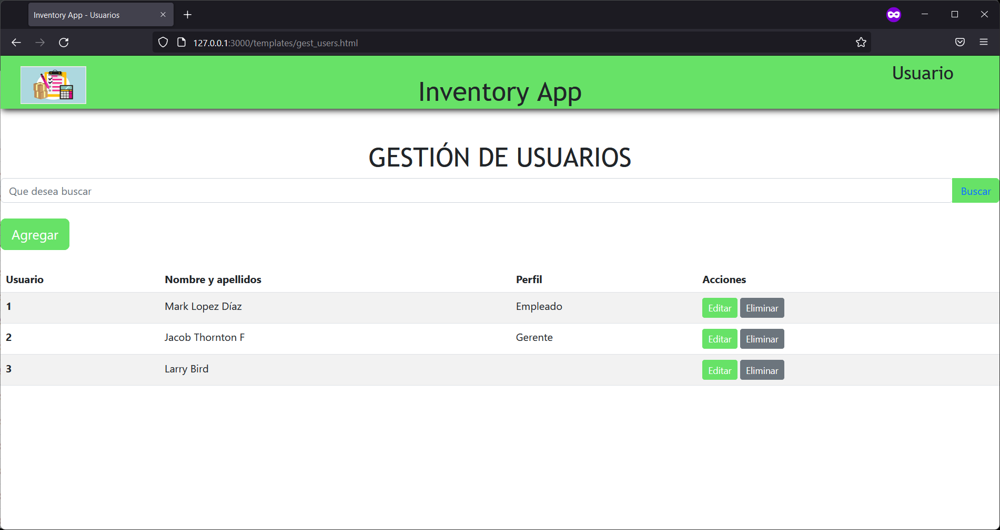 Inventory App - Usuarios
127.0.0.1:3000/templates/gest_users.html
Usuario
Inventory App
GESTIÓN DE USUARIOS
Que desea buscar Buscar
Agregar
Usuario Nombre y apellidos Perfil Acciones
1 Mark Lopez Díaz Empleado Editar Eliminar
2 Jacob Thornton F Gerente Editar Eliminar
3 Larry Bird Editar Eliminar